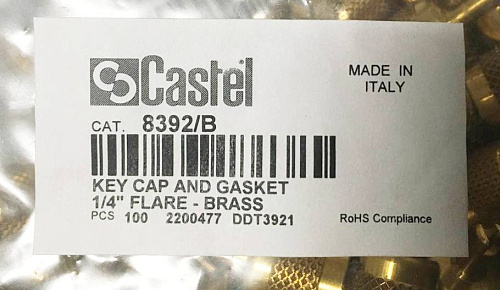 Castel®
MADE IN
ITALY
CAT. 8392/B
KEY CAP AND GASKET
1/4" FLARE - BRASS
PCS 100 2200477 DDT3921
RoHS Compliance